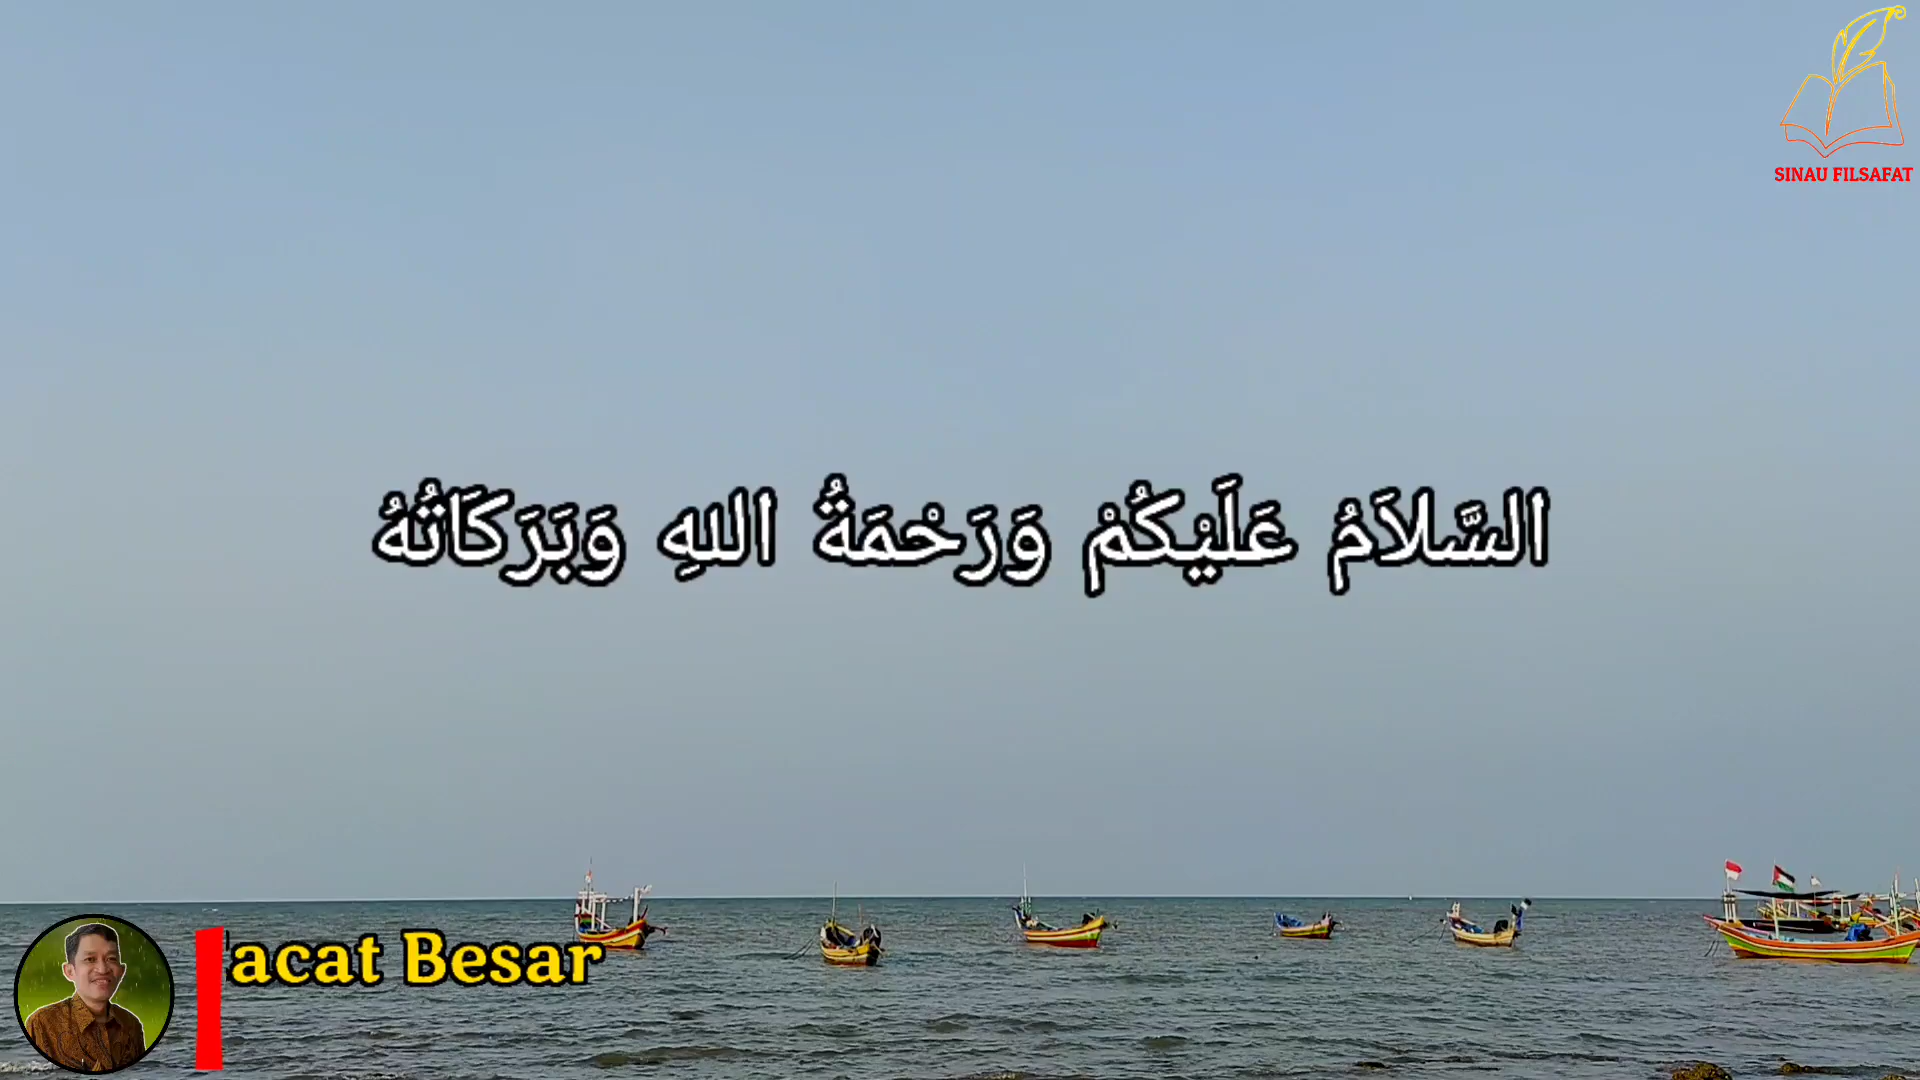 SINAU FILSAFAT
السَّلاَمُ عَلَيْكُمْ وَرَحْمَةُ اللهِ وَبَرَكَاتُهُ
acat Besar